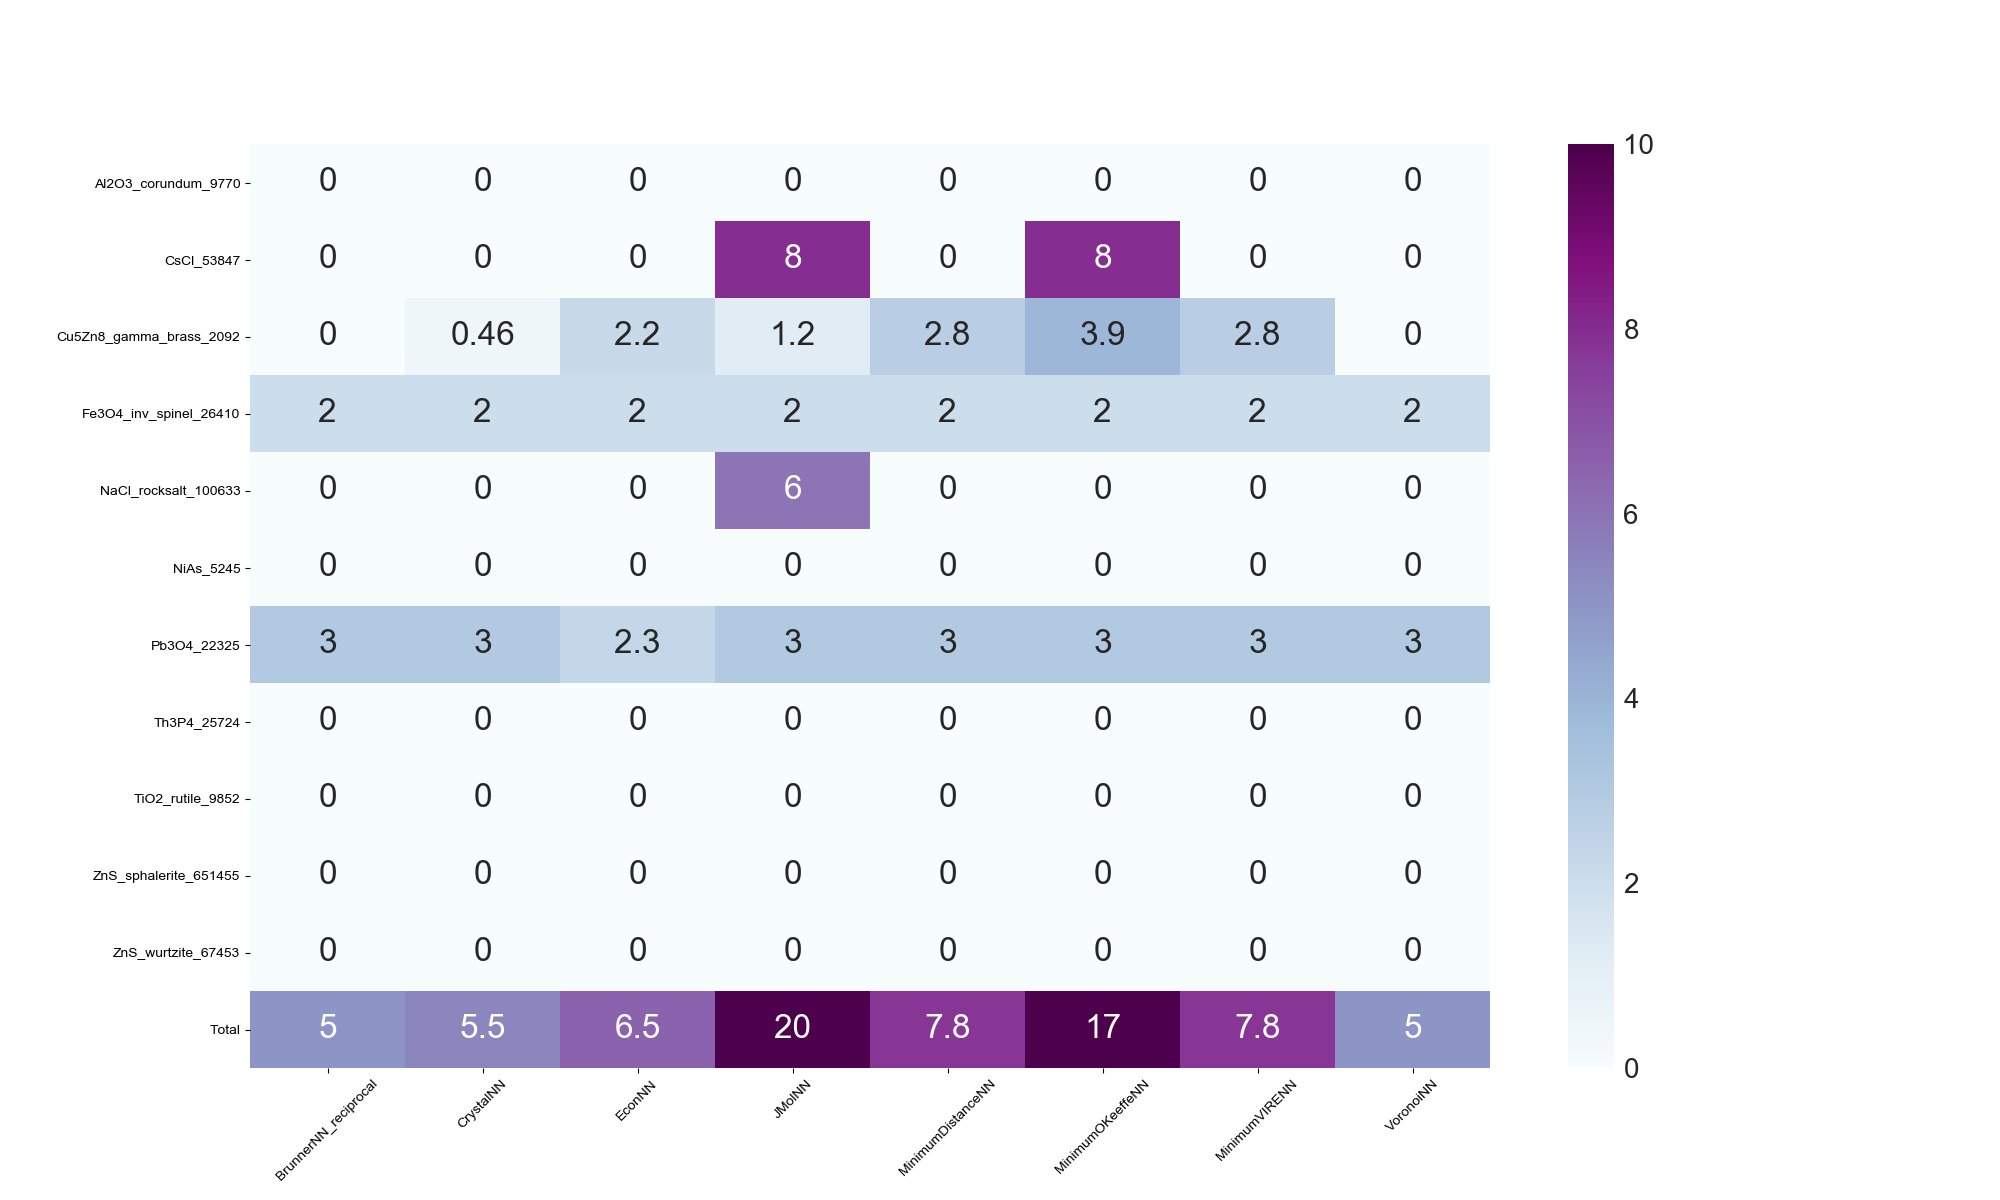 10
Al2O3_corundum_9770 0 0 0 0 0 0 0 0
CsCl_53847 0 0 0 8 0 8 0 0
8
Cu5Zn8_gamma_brass_2092 0 0.46 2.2 1.2 2.8 3.9 2.8 0
Fe3O4_inv_spinel_26410 2 2 2 2 2 2 2 2
NaCl_rocksalt_100633 0 0 0 6 0 0 0 0
6
NiAs_5245 0 0 0 0 0 0 0 0
Pb3O4_22325 3 3 2.3 3 3 3 3 3
4
Th3P4_25724 0 0 0 0 0 0 0 0
TiO2_rutile_9852 0 0 0 0 0 0 0 0
ZnS_sphalerite_651455 0 0 0 0 0 0 0 0
2
ZnS_wurtzite_67453 0 0 0 0 0 0 0 0
Total 5 5.5 6.5 20 7.8 17 7.8 5
0
BrunnerNN_reciprocal
CrystalNN
EconNN
JMolNN
MinimumDistanceNN
MinimumOKeeffeNN
MinimumVIRENN
VoronoiNN